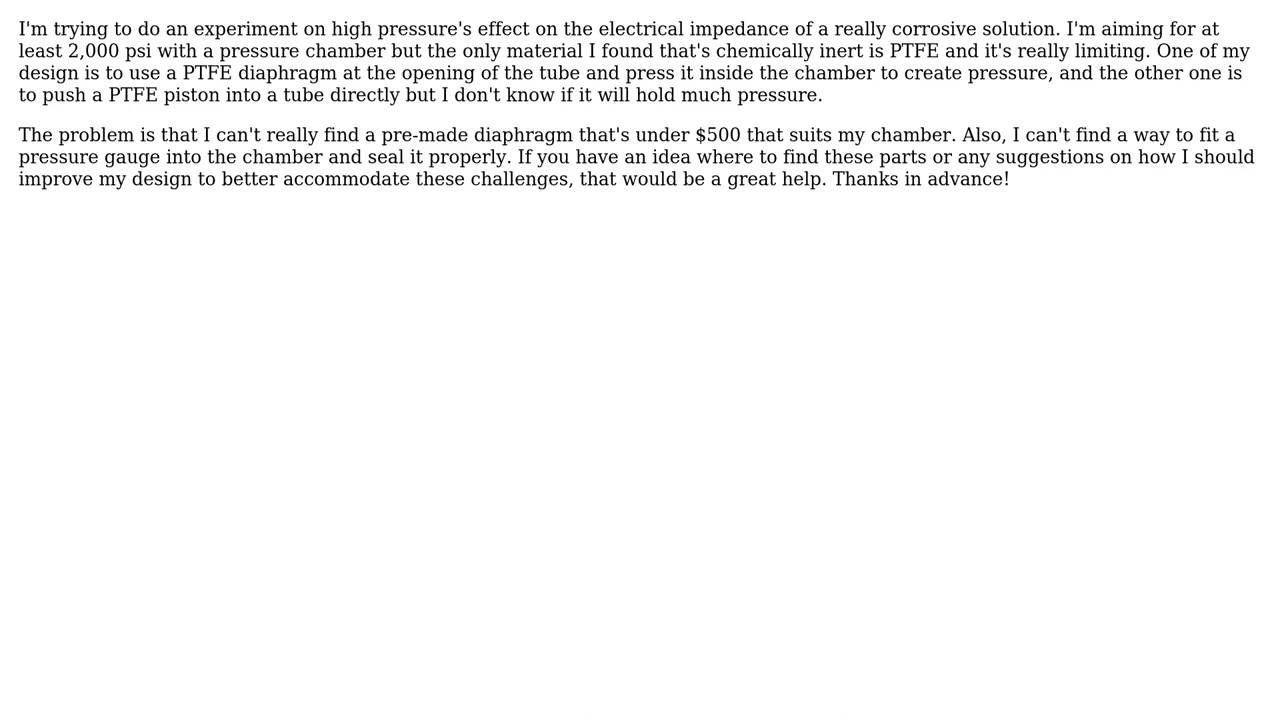 I'm trying to do an experiment on high pressure's effect on the electrical impedance of a really corrosive solution. I'm aiming for at
least 2,000 psi with a pressure chamber but the only material I found that's chemically inert is PTFE and it's really limiting. One of my
design is to use a PTFE diaphragm at the opening of the tube and press it inside the chamber to create pressure, and the other one is
to push a PTFE piston into a tube directly but I don't know if it will hold much pressure.
The problem is that I can't really find a pre-made diaphragm that's under $500 that suits my chamber. Also, I can't find a way to fit a
pressure gauge into the chamber and seal it properly. If you have an idea where to find these parts or any suggestions on how I should
improve my design to better accommodate these challenges, that would be a great help. Thanks in advance!